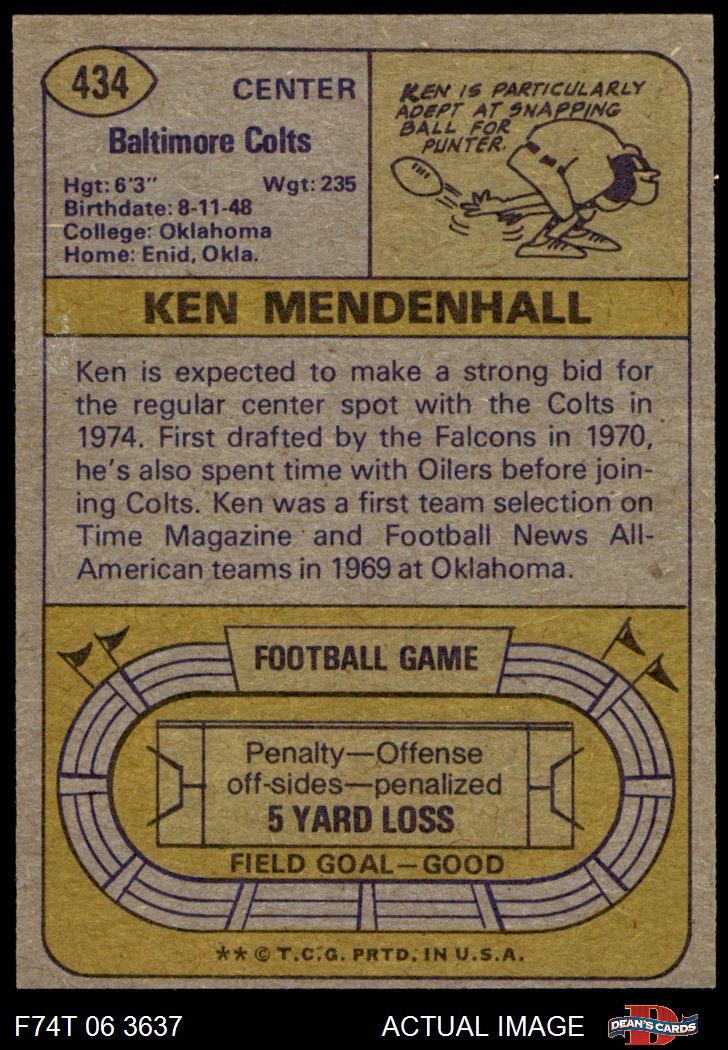 434
CENTER
Baltimore Colts
Hgt: 6'3" Wgt: 235
Birthdate: 8-11-48
College: Oklahoma
Home: Enid, Okla.
KEN IS PARTICULARLY
ADEPT AT SNAPPING
BALL FOR
PUNTER.
KEN MENDENHALL
Ken is expected to make a strong bid for
the regular center spot with the Colts in
1974. First drafted by the Falcons in 1970,
he's also spent time with Oilers before join-
ing Colts. Ken was a first team selection on
Time Magazine and Football News All-
American teams in 1969 at Oklahoma.
FOOTBALL GAME
Penalty—Offense
off-sides—penalized
5 YARD LOSS
FIELD GOAL—GOOD
** © T.C.G. PRTD. IN U.S.A.
F74T 06 3637 ACTUAL IMAGE
D
DEAN'S CARDS